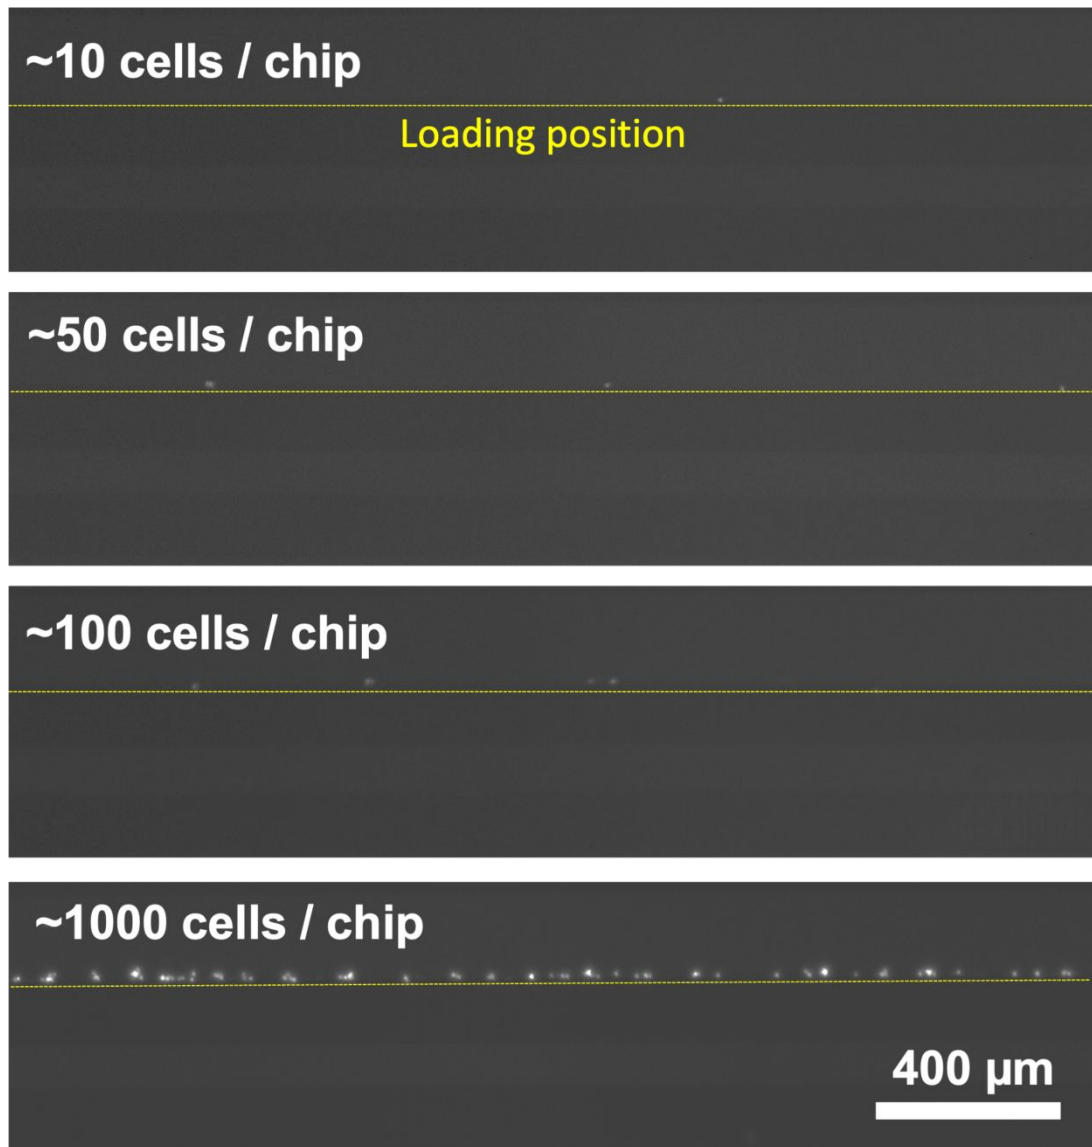 ~10 cells / chip
Loading position
~50 cells / chip
~100 cells / chip
~1000 cells / chip
400 µm